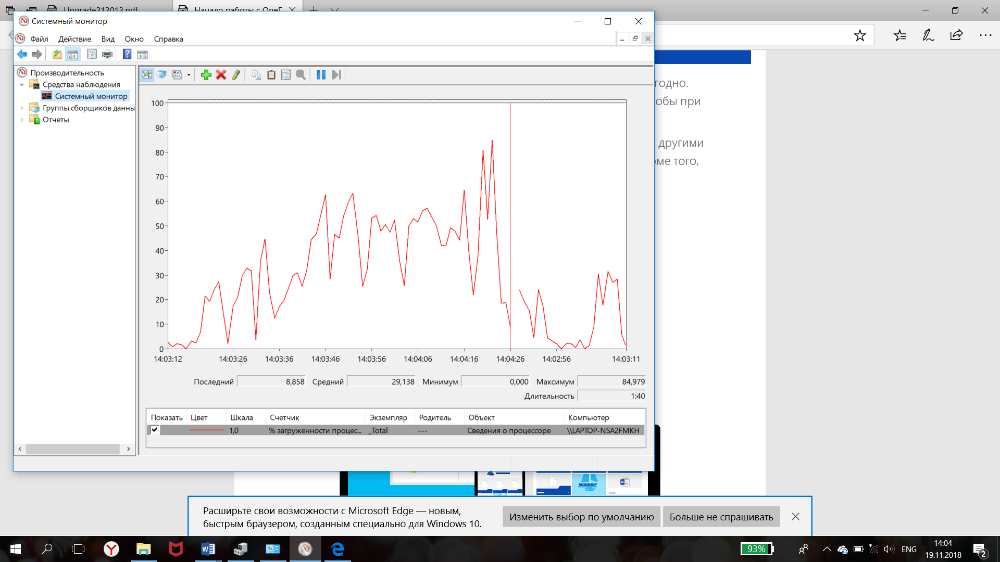 Upgrade212013.pdf
Начало работы с OneD
Системный монитор
Файл Действие Вид Окно Справка
Производительность
Средства наблюдения
Системный монитор
Группы сборщиков данны
Отчеты
100
90
80
70
60
50
40
30
20
10
0
14:03:12 14:03:26 14:03:36 14:03:46 14:03:56 14:04:06 14:04:16 14:04:26 14:02:56 14:03:11
Последний 8,858 Средний 29,138 Минимум 0,000 Максимум 84,979
Длительность 1:40
Показать Цвет Шкала Счетчик Экземпляр Родитель Объект Компьютер
1,0 % загруженности процес... _Total --- Сведения о процессоре \\LAPTOP-NSA2FMKH
годно.
тобы при
другими
оме того,
Расширьте свои возможности с Microsoft Edge — новым,
быстрым браузером, созданным специально для Windows 10.
Изменить выбор по умолчанию
Больше не спрашивать
93%
ENG
14:04
19.11.2018
2